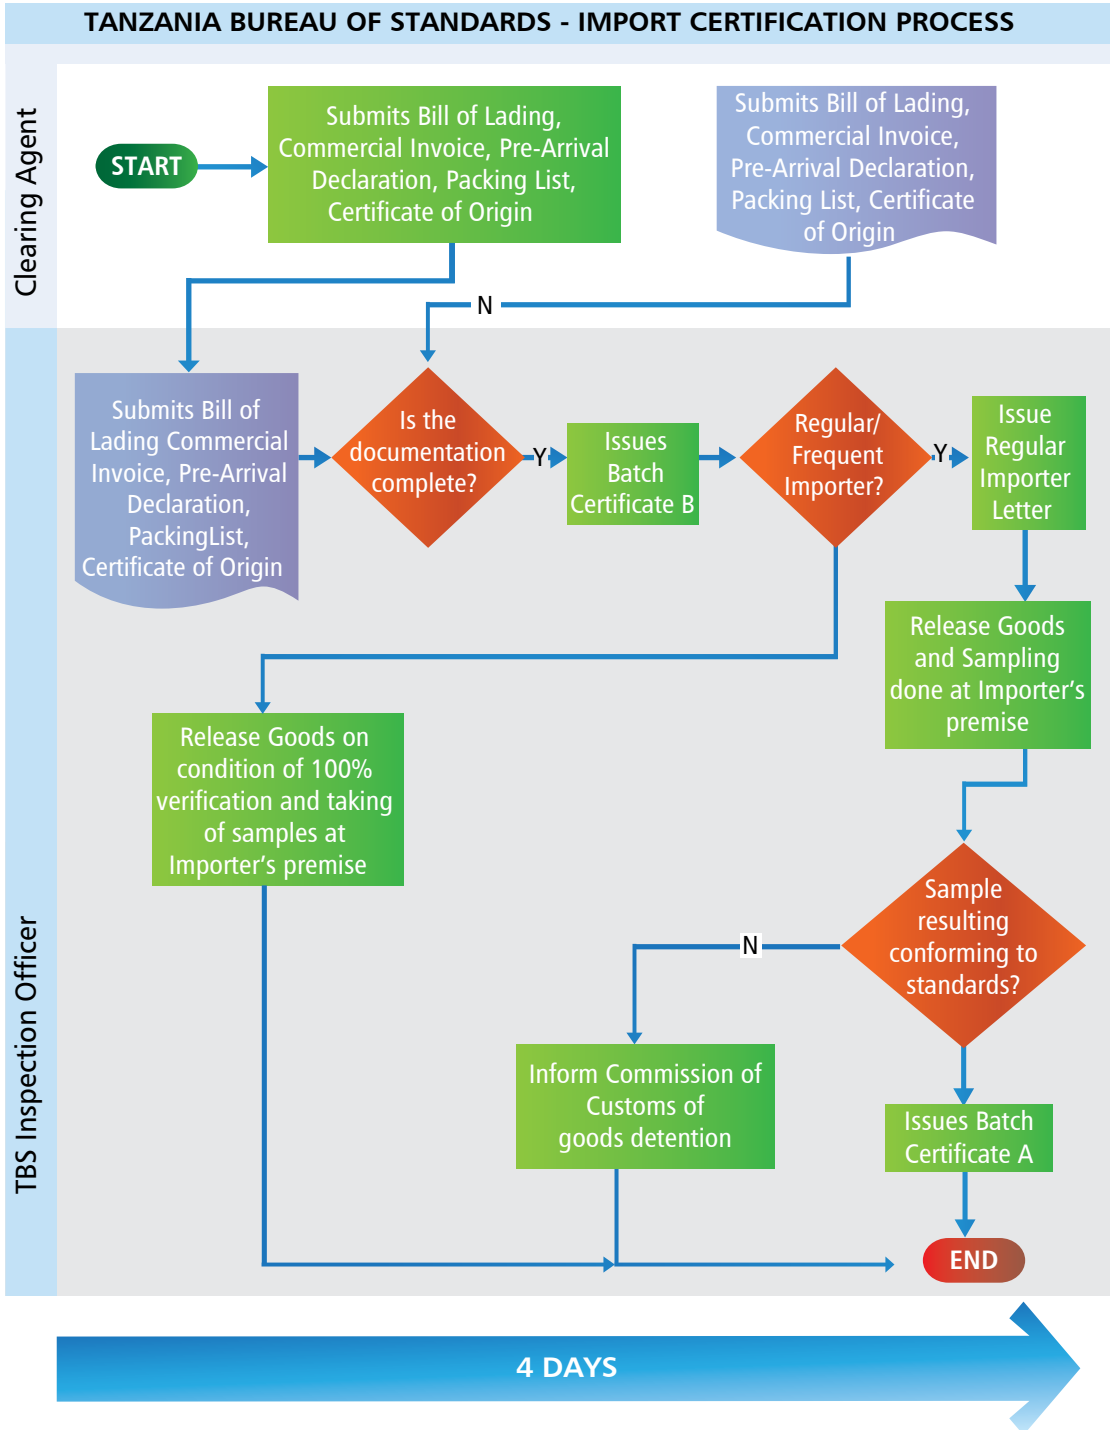 TANZANIA BUREAU OF STANDARDS - IMPORT CERTIFICATION PROCESS
Clearing Agent
START
Submits Bill of Lading,
Commercial Invoice, Pre-Arrival
Declaration, Packing List,
Certificate of Origin
Submits Bill of Lading,
Commercial Invoice,
Pre-Arrival Declaration,
Packing List, Certificate
of Origin
N
TBS Inspection Officer
Submits Bill of
Lading Commercial
Invoice, Pre-Arrival
Declaration,
PackingList,
Certificate of Origin
Is the
documentation
complete?
Y
Issues
Batch
Certificate B
Regular/
Frequent
Importer?
Y
Issue
Regular
Importer
Letter
Release Goods
and Sampling
done at Importer's
premise
Release Goods on
condition of 100%
verification and taking
of samples at
Importer's premise
Sample
resulting
conforming to
standards?
N
Inform Commission of
Customs of
goods detention
Issues Batch
Certificate A
END
4 DAYS